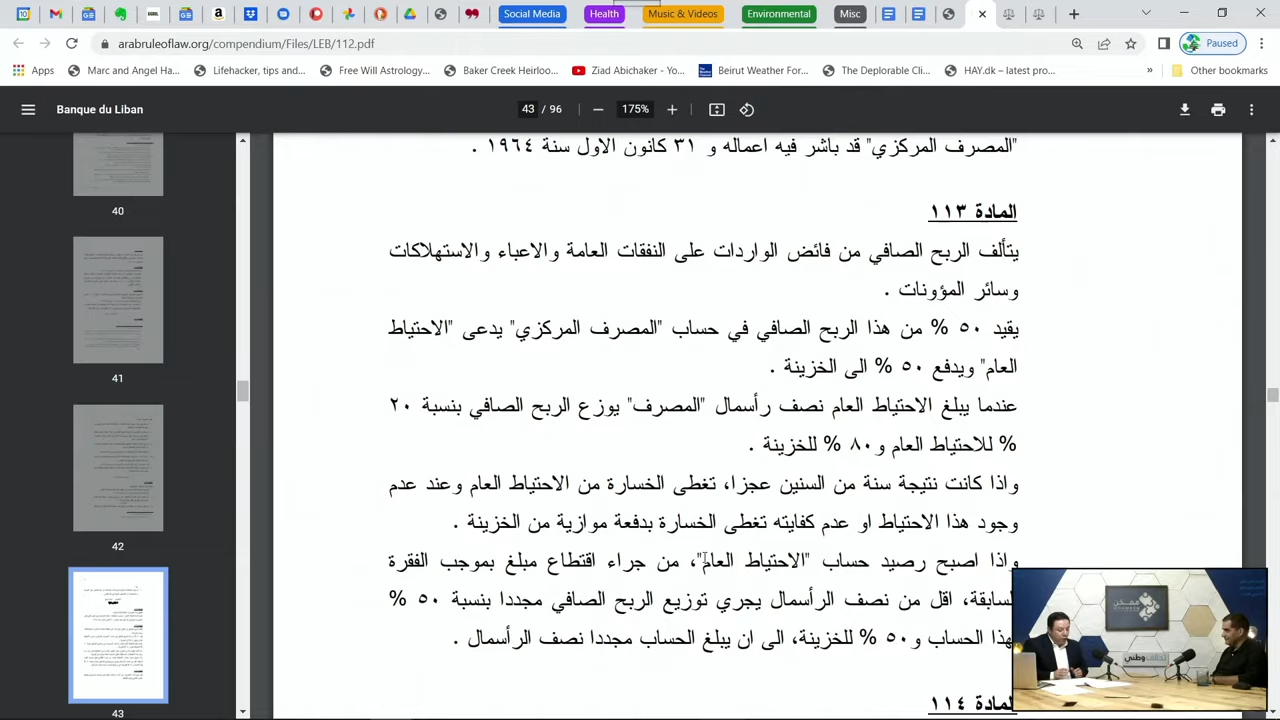 Social Media
Health
Music & Videos
Environmental
Misc
arabruleoflaw.org/compendium/Files/LEB/112.pdf
Paused
Apps
Marc and Angel Ha...
Lifehacker, tips and...
Free Will Astrology...
Baker Creek Heirloo...
Ziad Abichaker - Yo...
Beirut Weather For...
The Deplorable Cli...
HAY.dk – latest pro...
»
Other bookmarks
Banque du Liban
43 / 96
175%
40
41
42
43
"المصرف المركزي" قد باشر فيه اعماله و ٣١ كانون الاول سنة ١٩٦٤ .
المادة ١١٣
يتألف الربح الصافي من فائض الواردات على النفقات العامة والاعباء والاستهلاكات
وسائر المؤونات .
يقيد ٥٠ % من هذا الربح الصافي في حساب "المصرف المركزي" يدعى "الاحتياط
العام" ويدفع ٥٠ % الى الخزينة .
عندما يبلغ الاحتياط العام نصف رأسمال "المصرف" يوزع الربح الصافي بنسبة ٢٠
% للاحتياط العام و٨٠ % للخزينة .
واذا كانت نتيجة سنة من السنين عجزا، تغطى الخسارة من الاحتياط العام وعند عدم
وجود هذا الاحتياط او عدم كفايته تغطى الخسارة بدفعة موازية من الخزينة .
واذا اصبح رصيد حساب "الاحتياط العام"، من جراء اقتطاع مبلغ بموجب الفقرة
السابقة، اقل من نصف الرأسمال يجري توزيع الربح الصافي مجددا بنسبة ٥٠ %
لهذا الحساب و٥٠ % للخزينة، الى ان يبلغ الحساب مجددا نصف الرأسمال .
المادة ١١٤
تحالف وطني